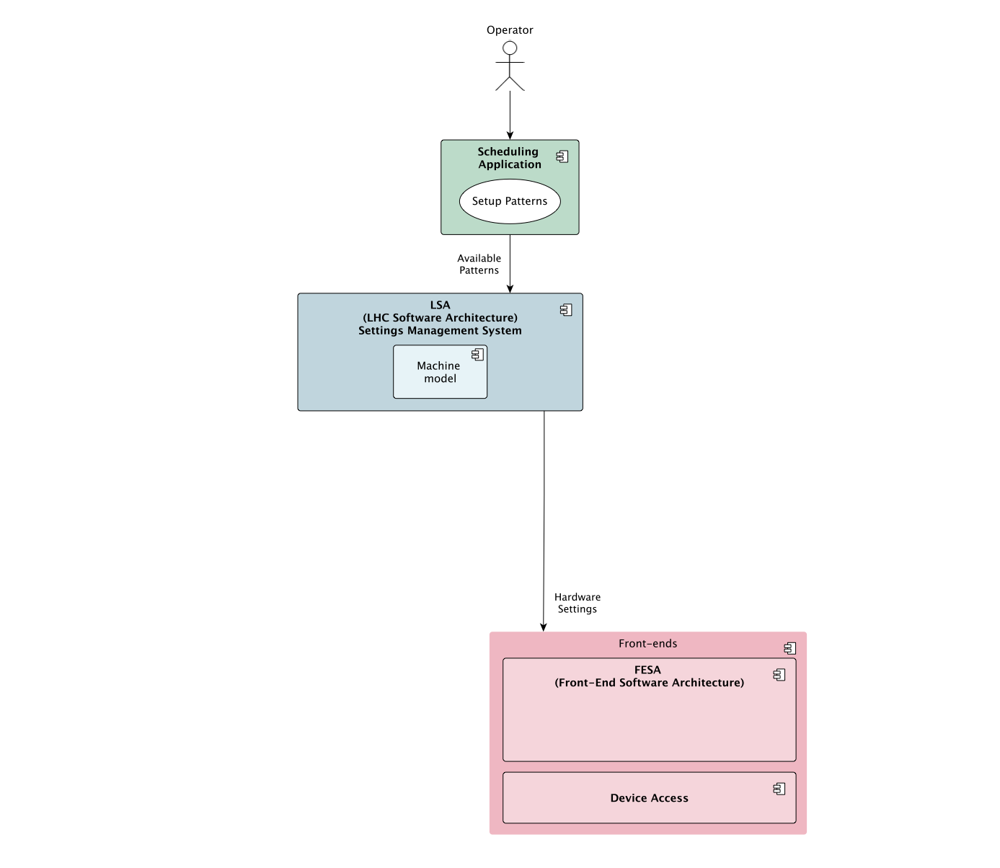 Operator
Scheduling
Application
Setup Patterns
Available
Patterns
LSA
(LHC Software Architecture)
Settings Management System
Machine
model
Hardware
Settings
Front-ends
FESA
(Front-End Software Architecture)
Device Access